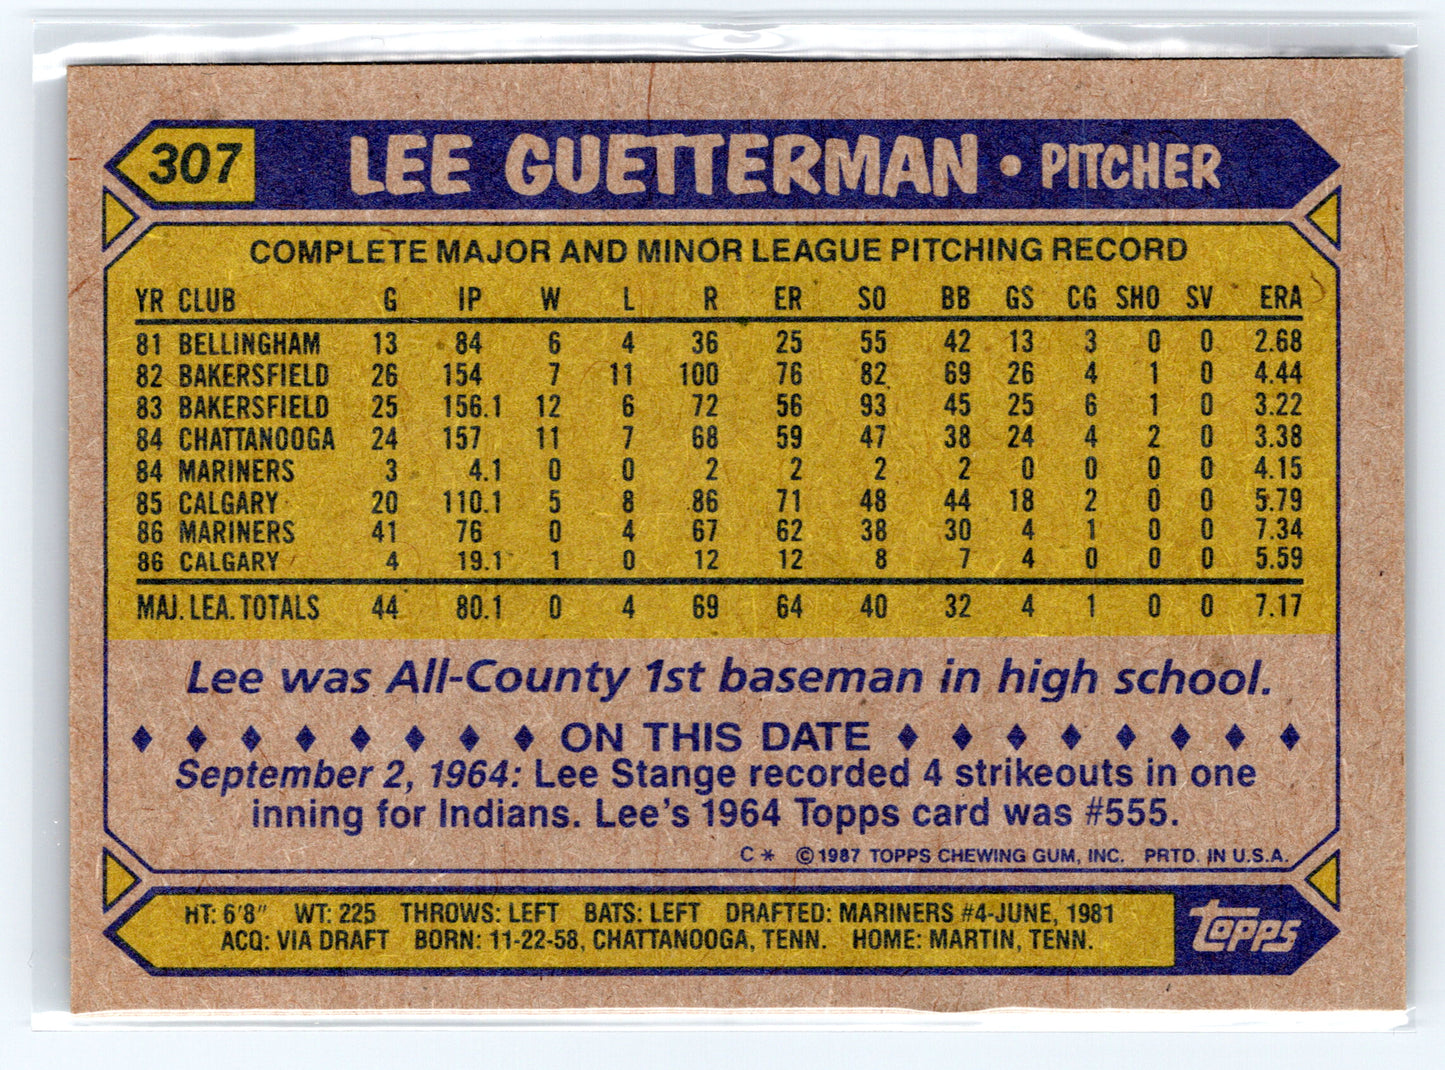 307 LEE GUETTERMAN • PITCHER
COMPLETE MAJOR AND MINOR LEAGUE PITCHING RECORD
YR CLUB G IP W L R ER SO BB GS CG SHO SV ERA
81 BELLINGHAM 13 84 6 4 36 25 55 42 13 3 0 0 2.68
82 BAKERSFIELD 26 154 7 11 100 76 82 69 26 4 1 0 4.44
83 BAKERSFIELD 25 156.1 12 6 72 56 93 45 25 6 1 0 3.22
84 CHATTANOOGA 24 157 11 7 68 59 47 38 24 4 2 0 3.38
84 MARINERS 3 4.1 0 0 2 2 2 2 0 0 0 0 4.15
85 CALGARY 20 110.1 5 8 86 71 48 44 18 2 0 0 5.79
86 MARINERS 41 76 0 4 67 62 38 30 4 1 0 0 7.34
86 CALGARY 4 19.1 1 0 12 12 8 7 4 0 0 0 5.59
MAJ. LEA. TOTALS 44 80.1 0 4 69 64 40 32 4 1 0 0 7.17
Lee was All-County 1st baseman in high school.
ON THIS DATE
September 2, 1964: Lee Stange recorded 4 strikeouts in one
inning for Indians. Lee's 1964 Topps card was #555.
C* © 1987 TOPPS CHEWING GUM, INC. PRTD. IN U.S.A.
HT: 6'8" WT: 225 THROWS: LEFT BATS: LEFT DRAFTED: MARINERS #4-JUNE, 1981
ACQ: VIA DRAFT BORN: 11-22-58, CHATTANOOGA, TENN. HOME: MARTIN, TENN.
topps